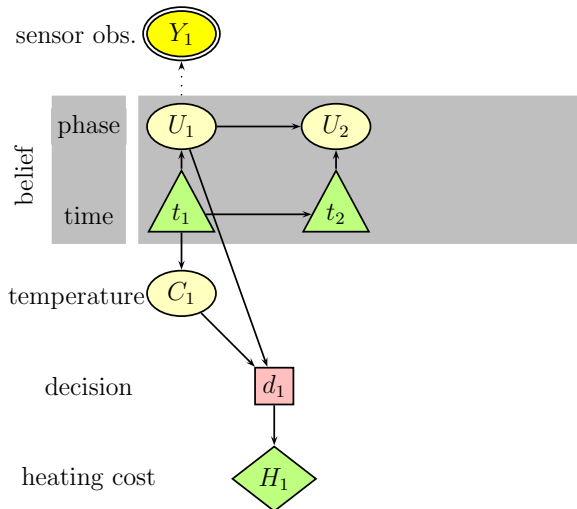 sensor obs. Y₁
phase U₁ U₂
belief
time t₁ t₂
temperature C₁
decision d₁
heating cost H₁